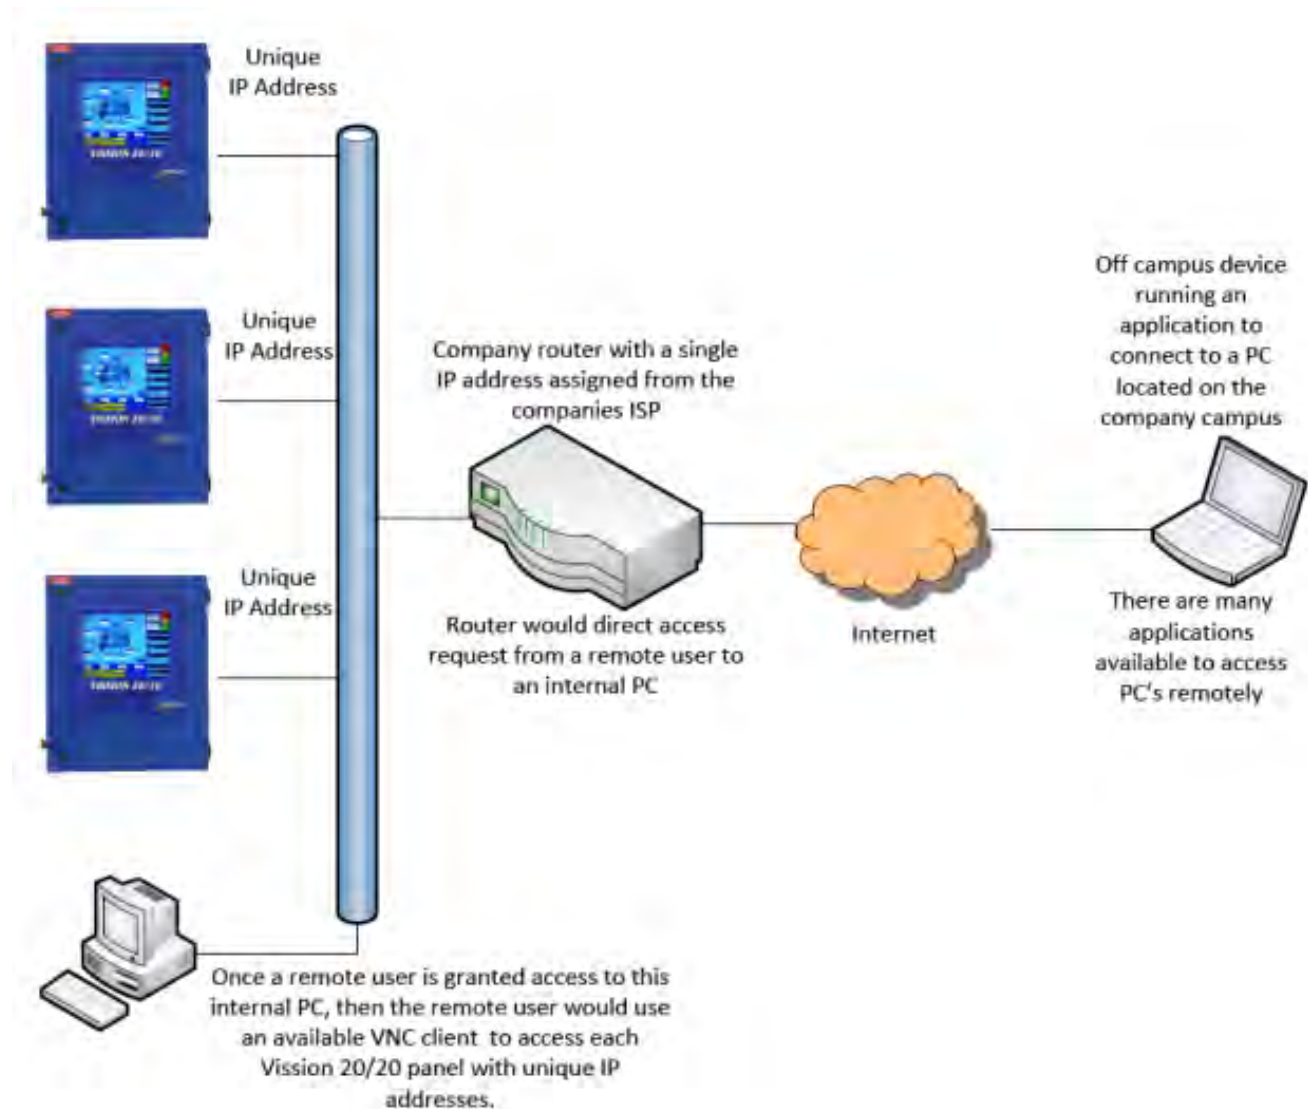 Unique
IP Address
Unique
IP Address
Unique
IP Address
Company router with a single
IP address assigned from the
companies ISP
Router would direct access
request from a remote user to
an internal PC
Internet
Off campus device
running an
application to
connect to a PC
located on the
company campus
There are many
applications
available to access
PC's remotely
Once a remote user is granted access to this
internal PC, then the remote user would use
an available VNC client to access each
Vission 20/20 panel with unique IP
addresses.